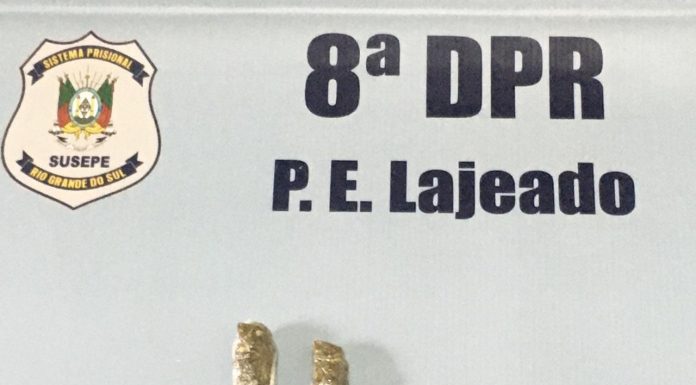 SISTEMA PRISIONAL
SUSEPE
RIO GRANDE DO SUL
8ª DPR
P. E. Lajeado